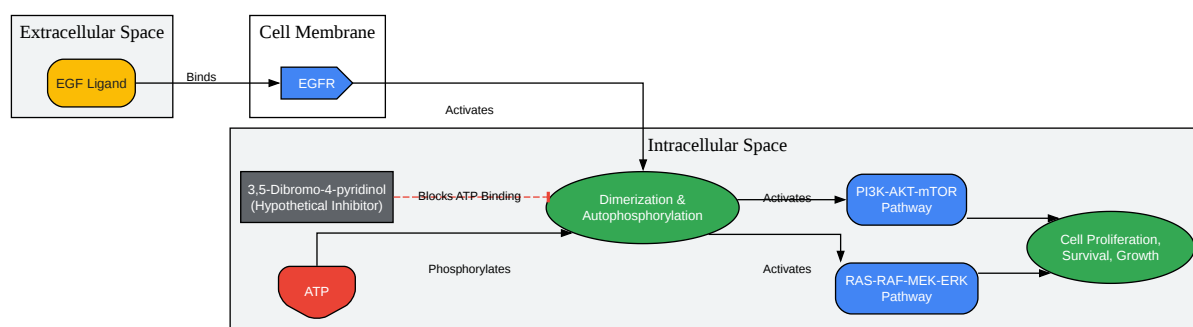 Extracellular Space
Cell Membrane
EGF Ligand
Binds
EGFR
Activates
Intracellular Space
3,5-Dibromo-4-pyridinol
(Hypothetical Inhibitor)
Blocks ATP Binding
Dimerization &
Autophosphorylation
Activates
PI3K-AKT-mTOR
Pathway
Cell Proliferation,
Survival, Growth
ATP
Phosphorylates
Activates
RAS-RAF-MEK-ERK
Pathway